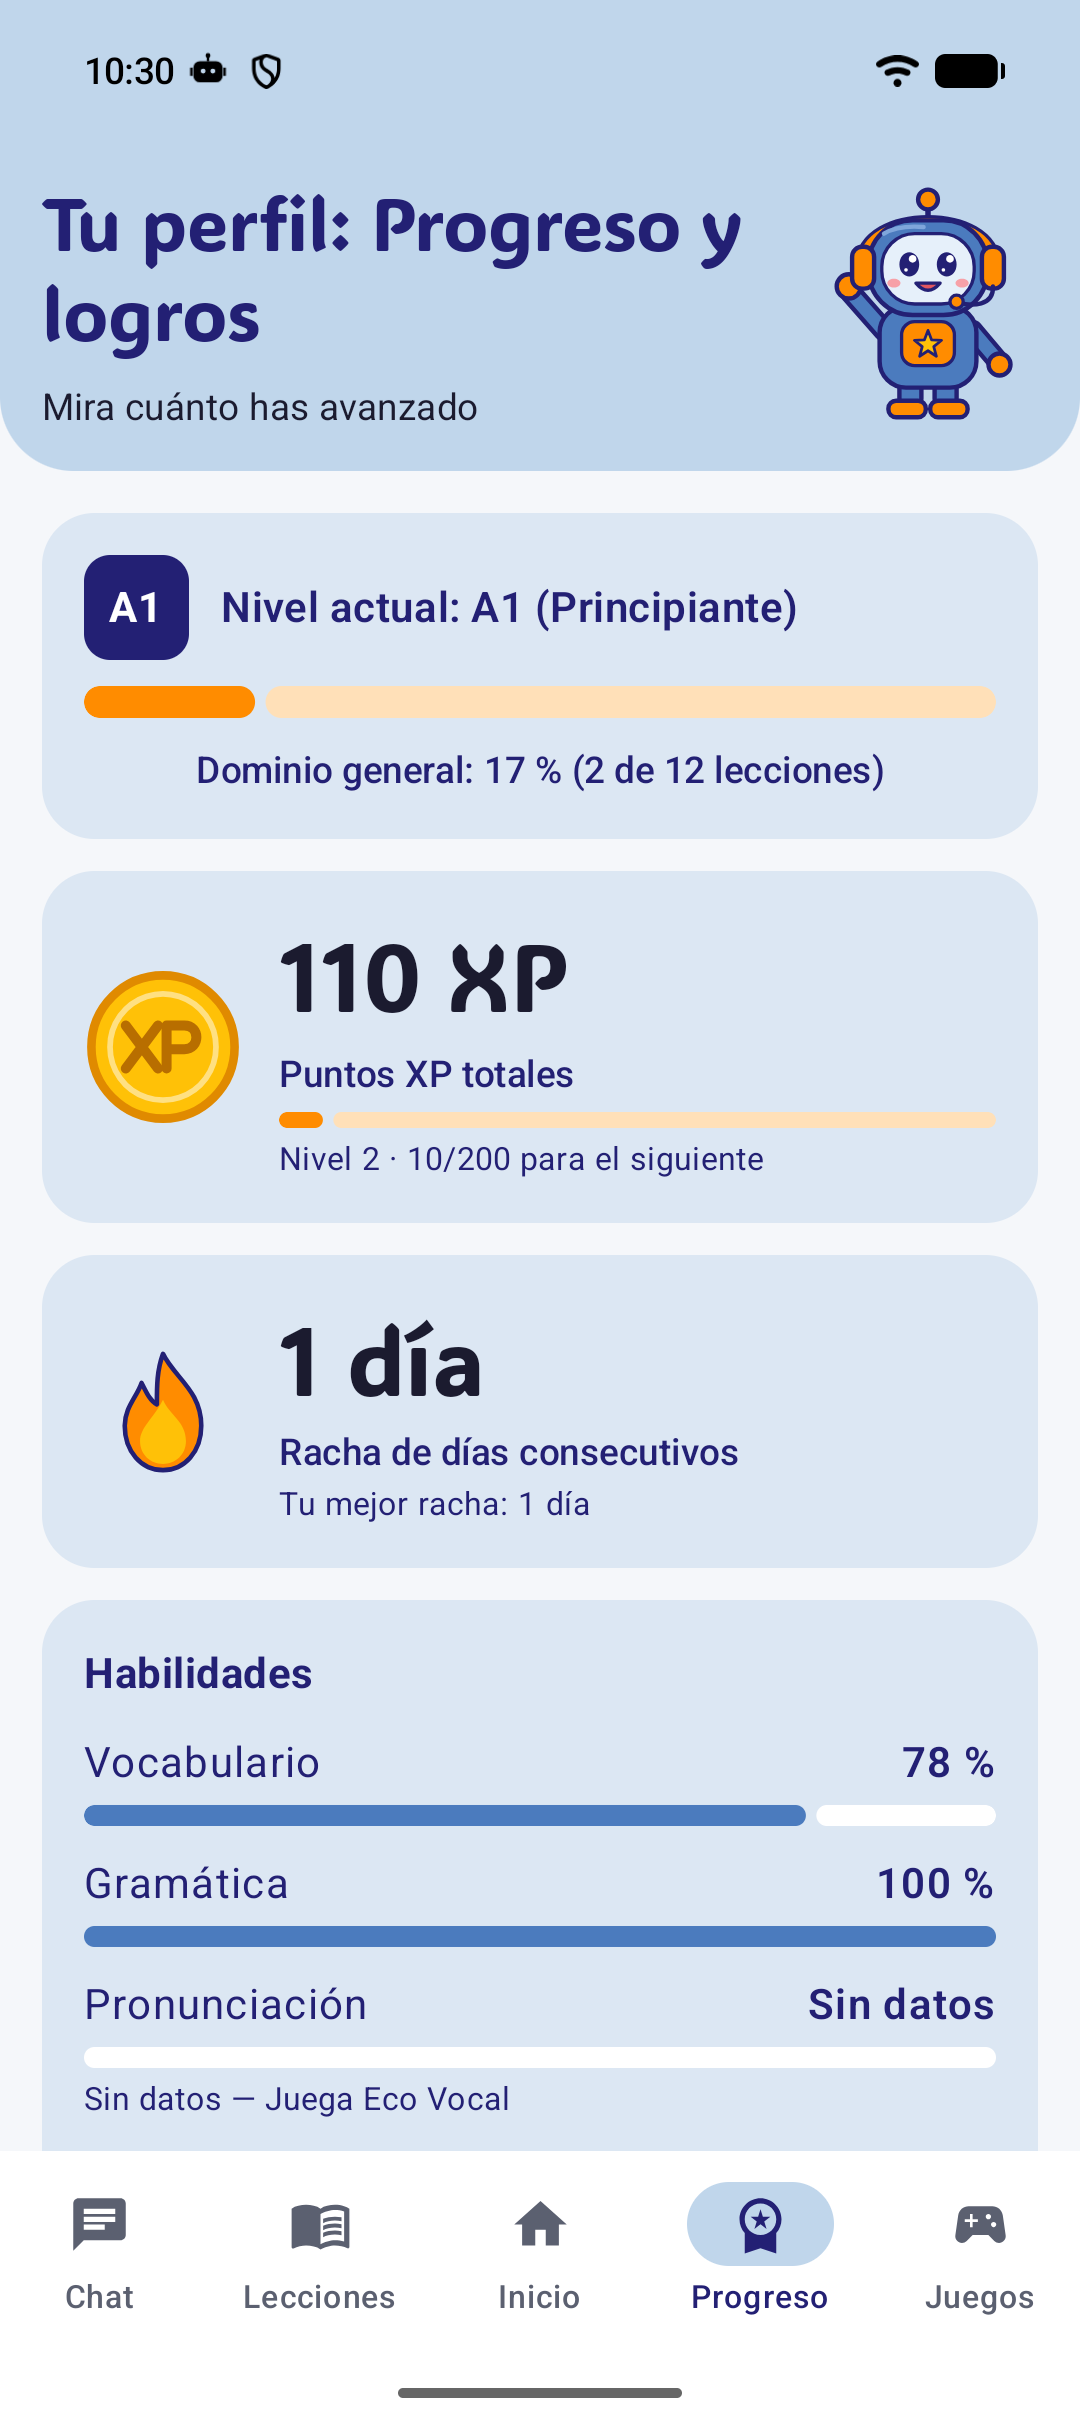 10:30
Tu perfil: Progreso y
logros
Mira cuánto has avanzado
A1
Nivel actual: A1 (Principiante)
Dominio general: 17 % (2 de 12 lecciones)
110 XP
XP
Puntos XP totales
Nivel 2 · 10/200 para el siguiente
1 día
Racha de días consecutivos
Tu mejor racha: 1 día
Habilidades
Vocabulario 78 %
Gramática 100 %
Pronunciación Sin datos
Sin datos — Juega Eco Vocal
Chat Lecciones Inicio Progreso Juegos